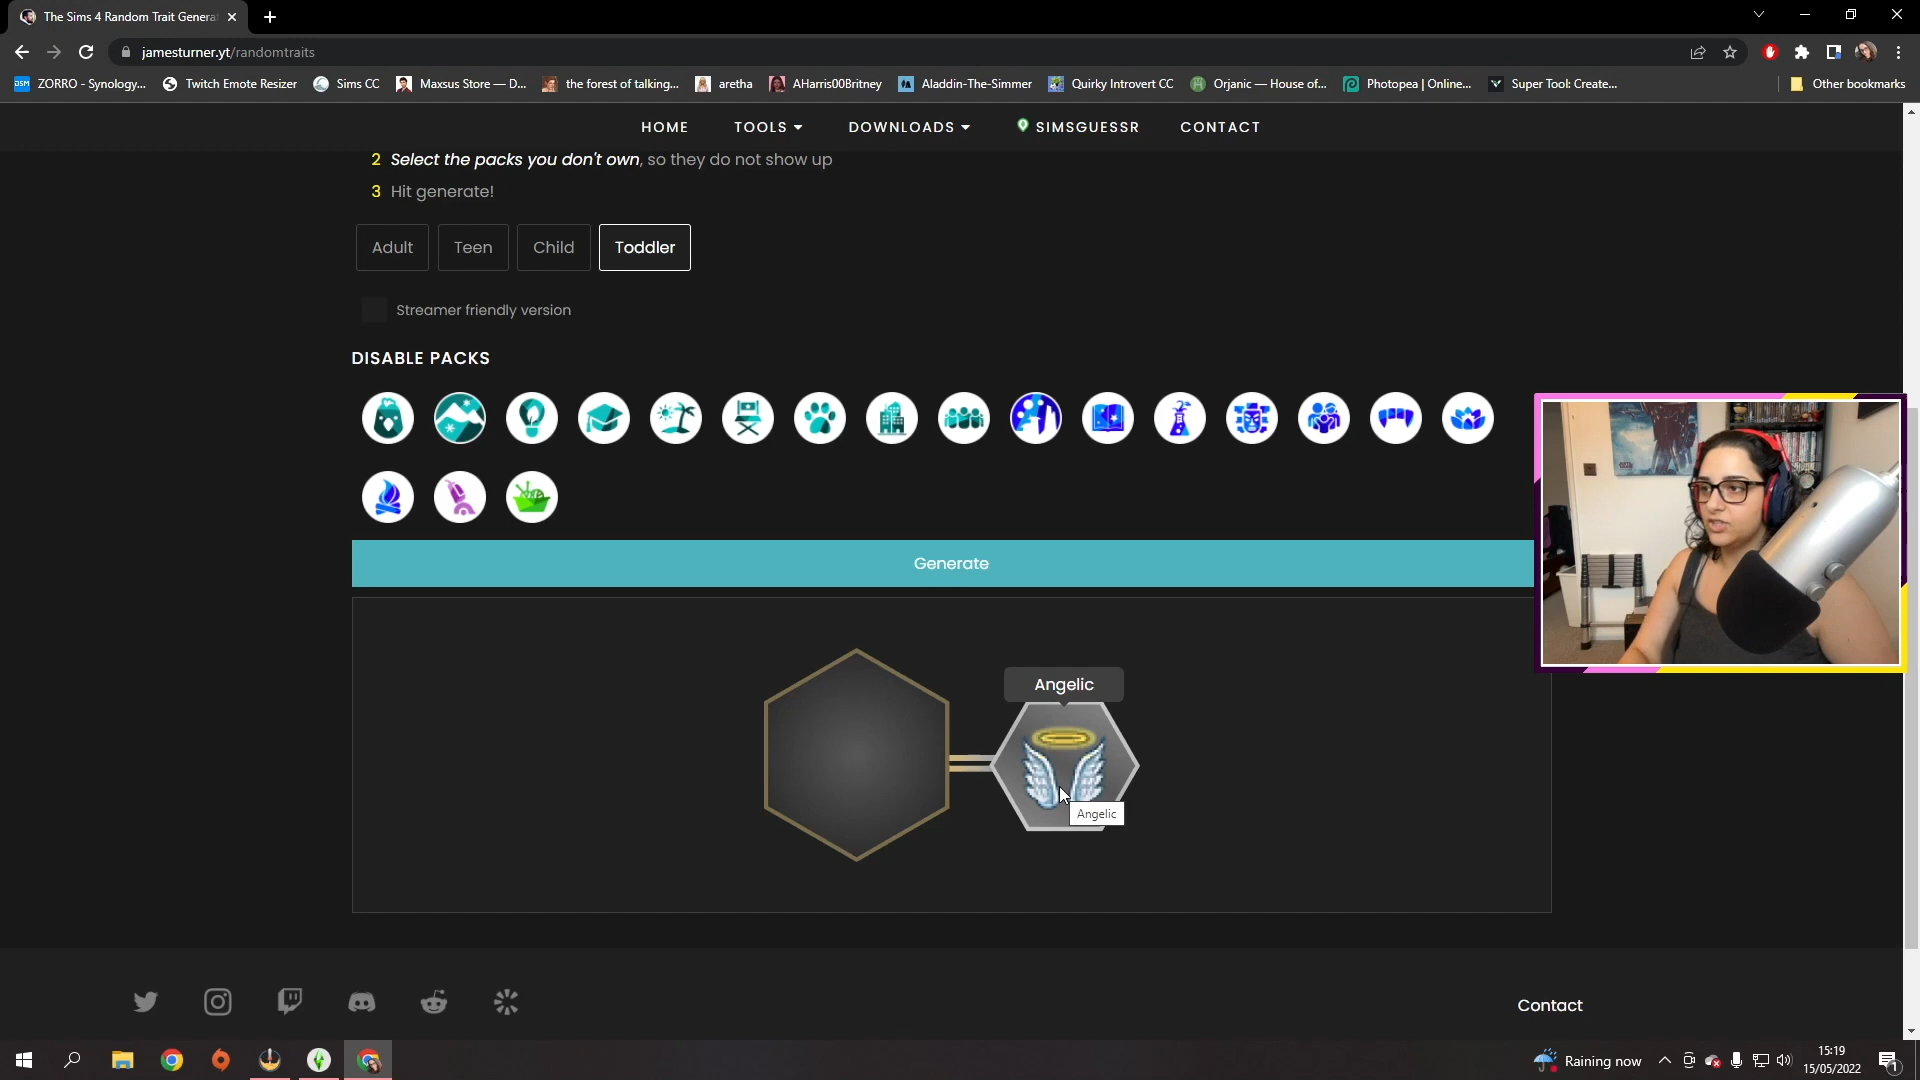 The Sims 4 Random Trait Genera
jamesturner.yt/randomtraits
ZORRO - Synology...
Twitch Emote Resizer
Sims CC
Maxsus Store — D...
the forest of talking...
aretha
AHarris00Britney
Aladdin-The-Simmer
Quirky Introvert CC
Orjanic — House of...
Photopea | Online...
Super Tool: Create...
Other bookmarks
HOME
TOOLS
DOWNLOADS
SIMSGUESSR
CONTACT
2 Select the packs you don't own, so they do not show up
3 Hit generate!
Adult
Teen
Child
Toddler
Streamer friendly version
DISABLE PACKS
Generate
Angelic
Angelic
Contact
Raining now
15:19
15/05/2022
1